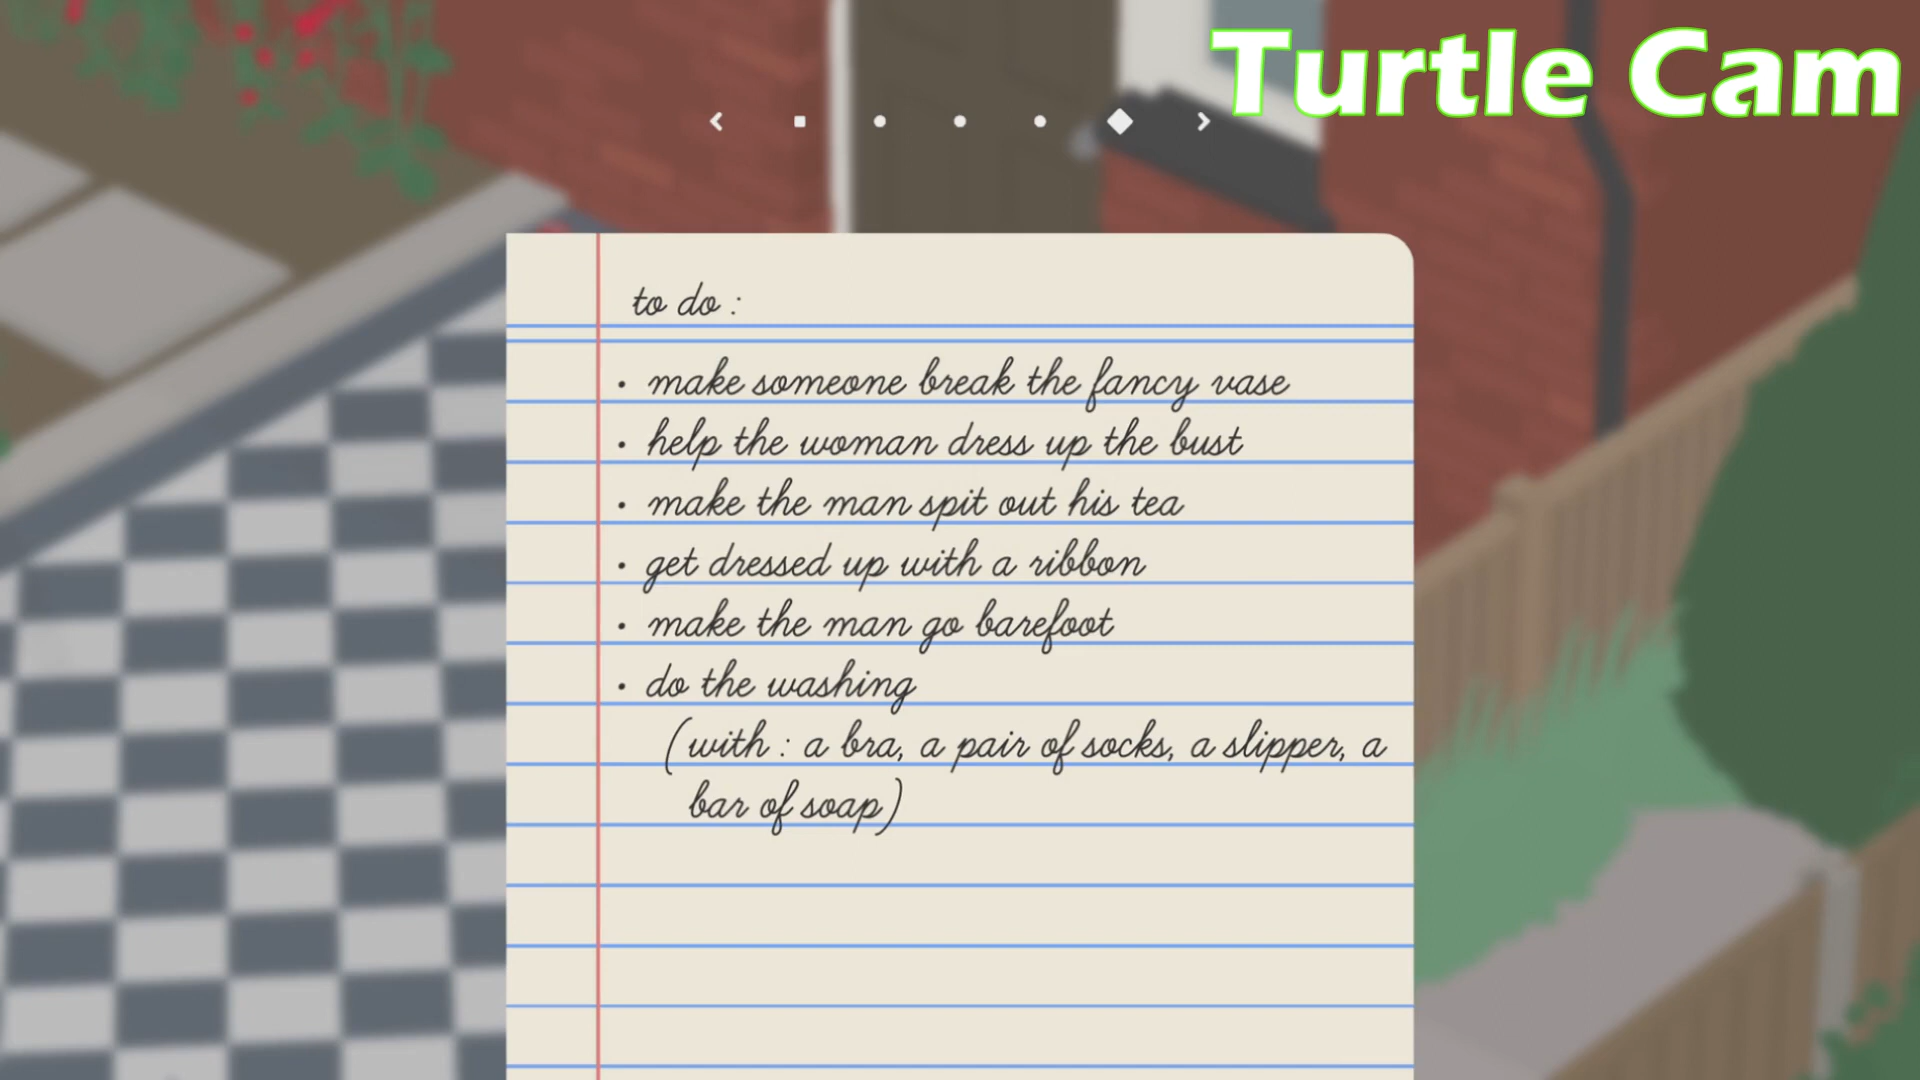 Turtle Cam
to do :
• make someone break the fancy vase
• help the woman dress up the bust
• make the man spit out his tea
• get dressed up with a ribbon
• make the man go barefoot
• do the washing
(with : a bra, a pair of socks, a slipper, a
bar of soap)